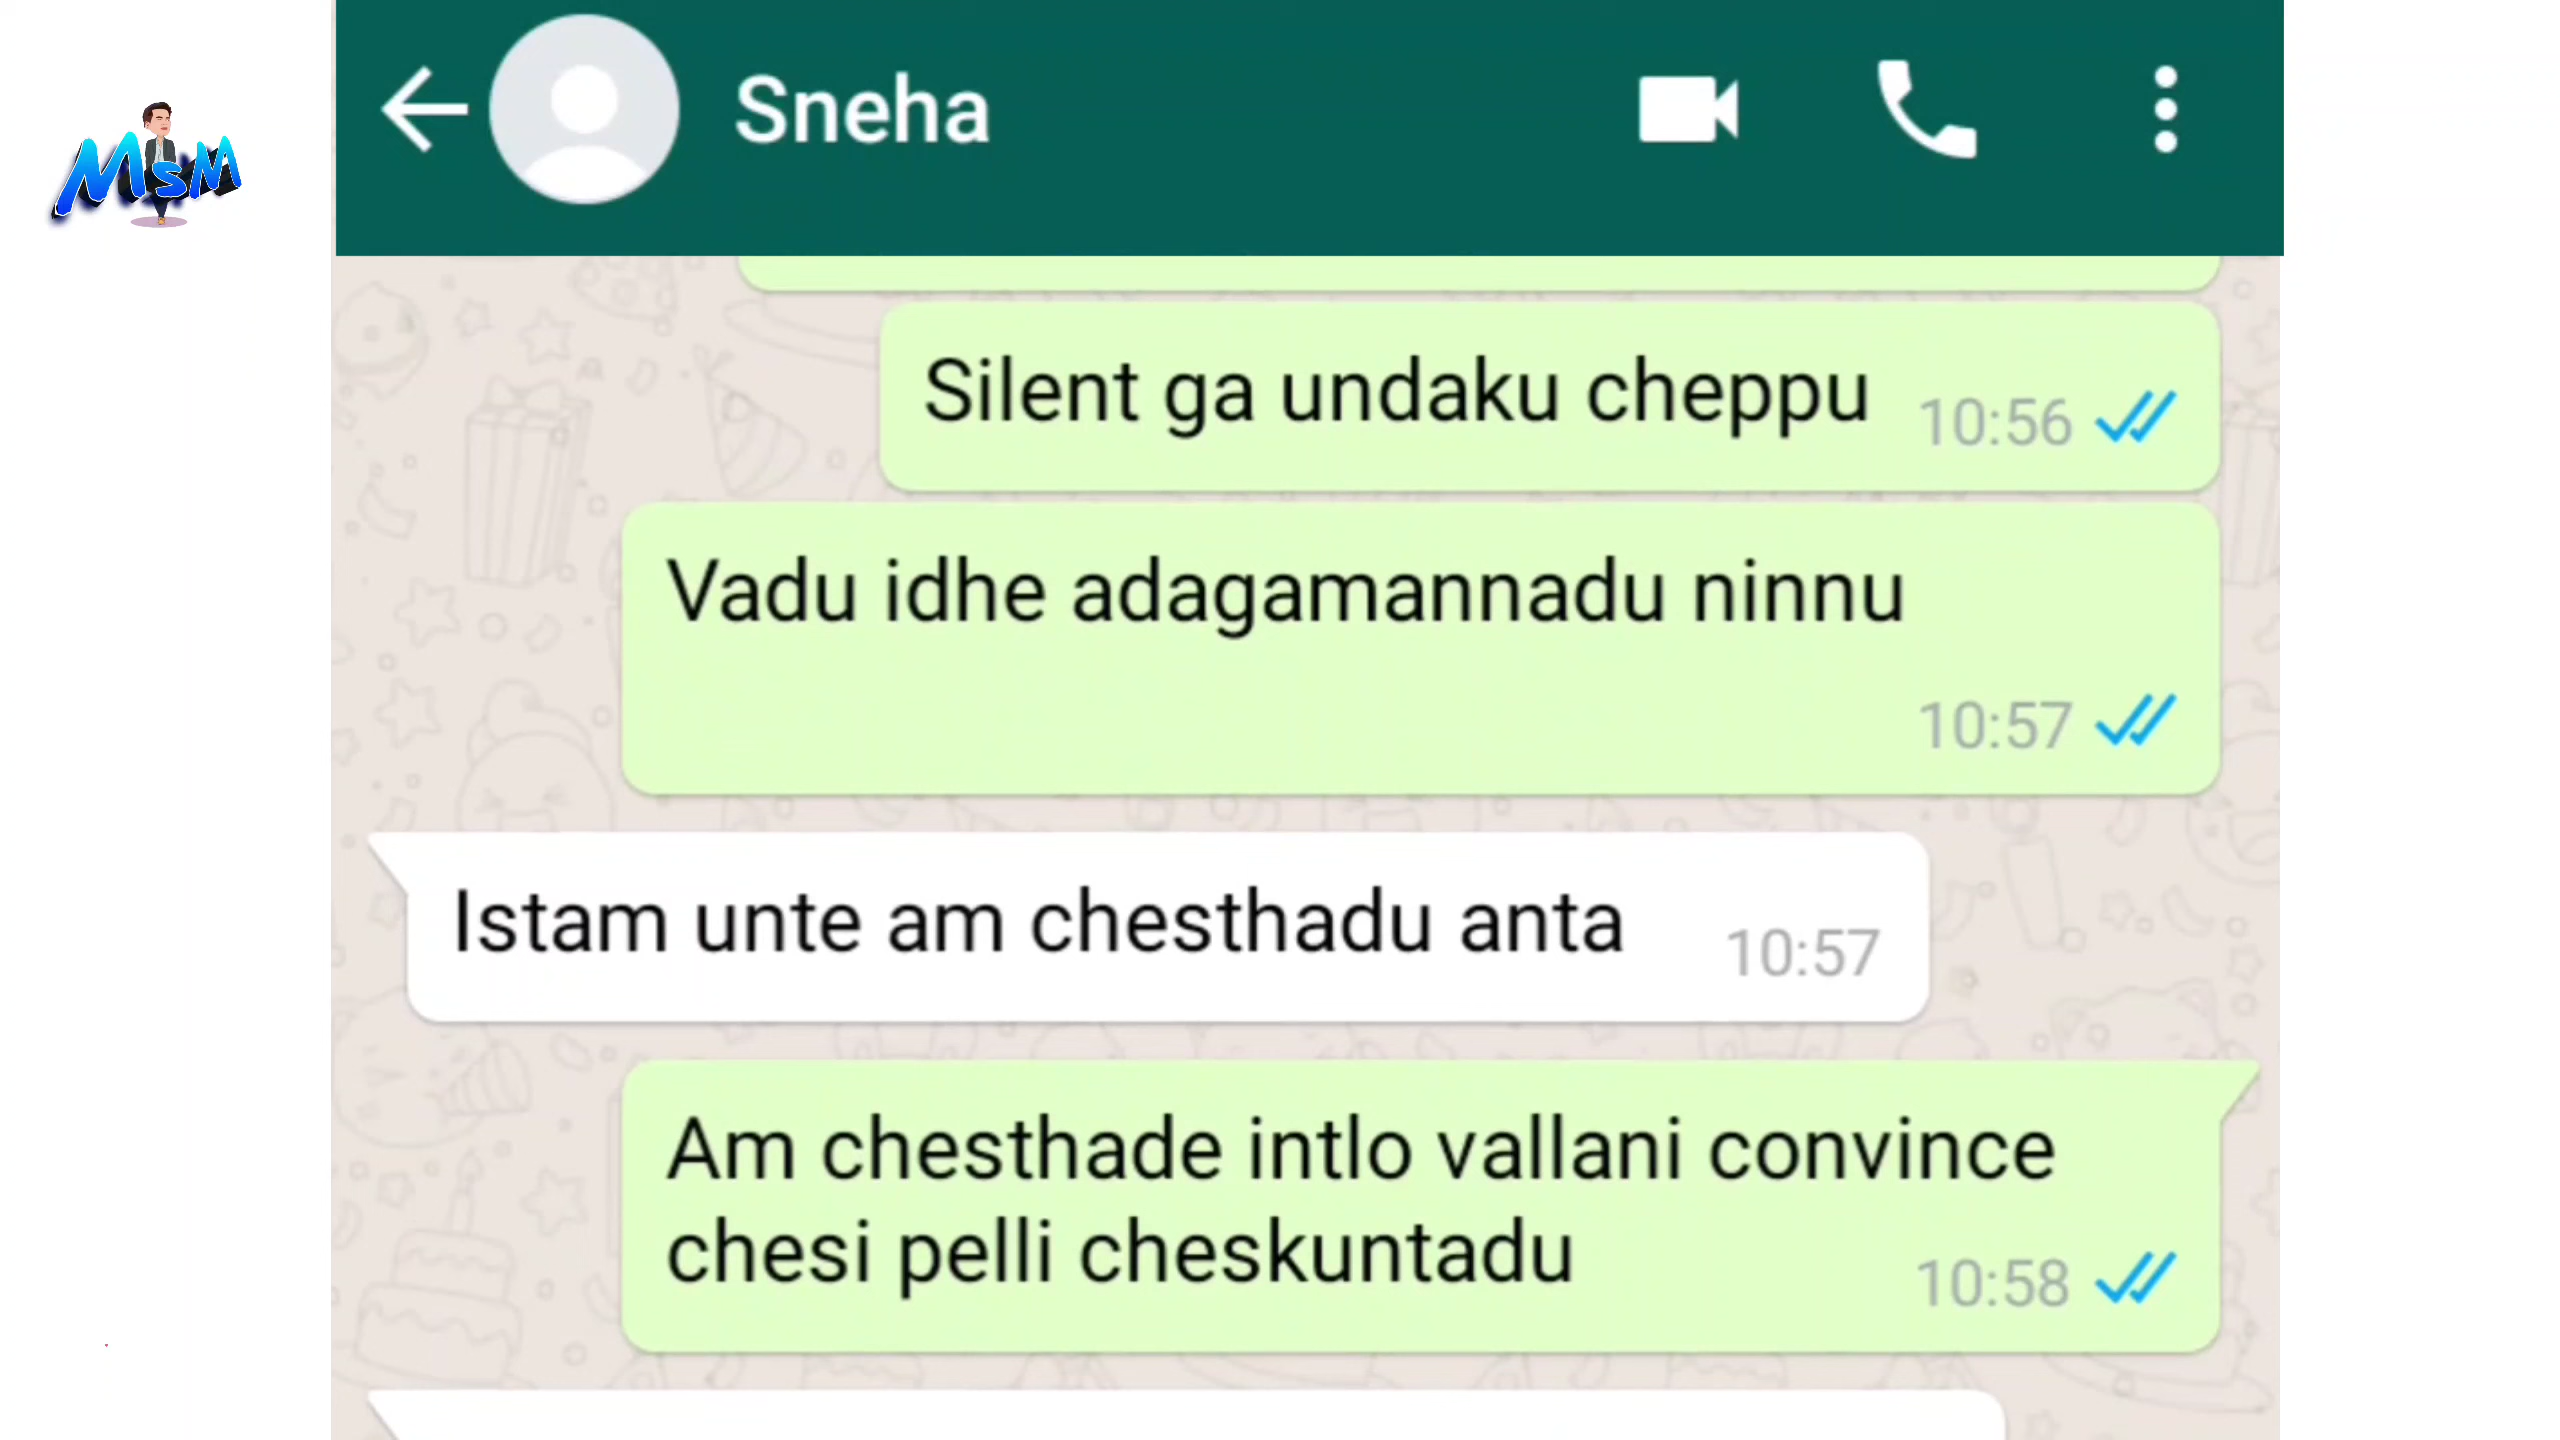 MsM
Sneha
Silent ga undaku cheppu
10:56
Vadu idhe adagamannadu ninnu
10:57
Istam unte am chesthadu anta
10:57
Am chesthade intlo vallani convince
chesi pelli cheskuntadu
10:58